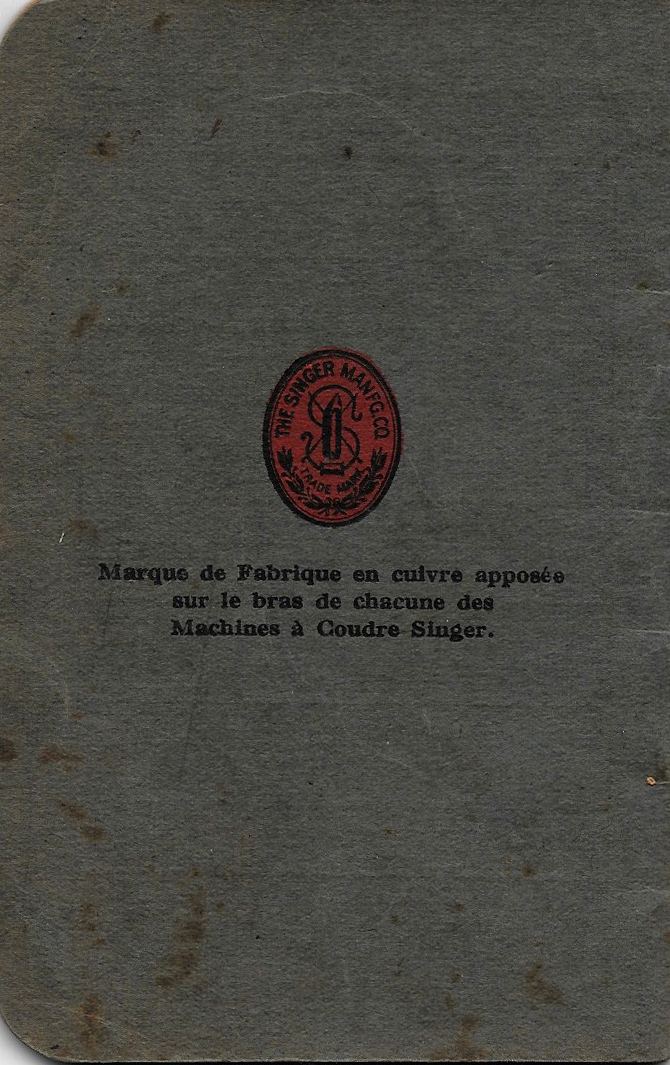 THE SINGER MANFG. CO.
TRADE MARK
Marque de Fabrique en cuivre apposée
sur le bras de chacune des
Machines à Coudre Singer.